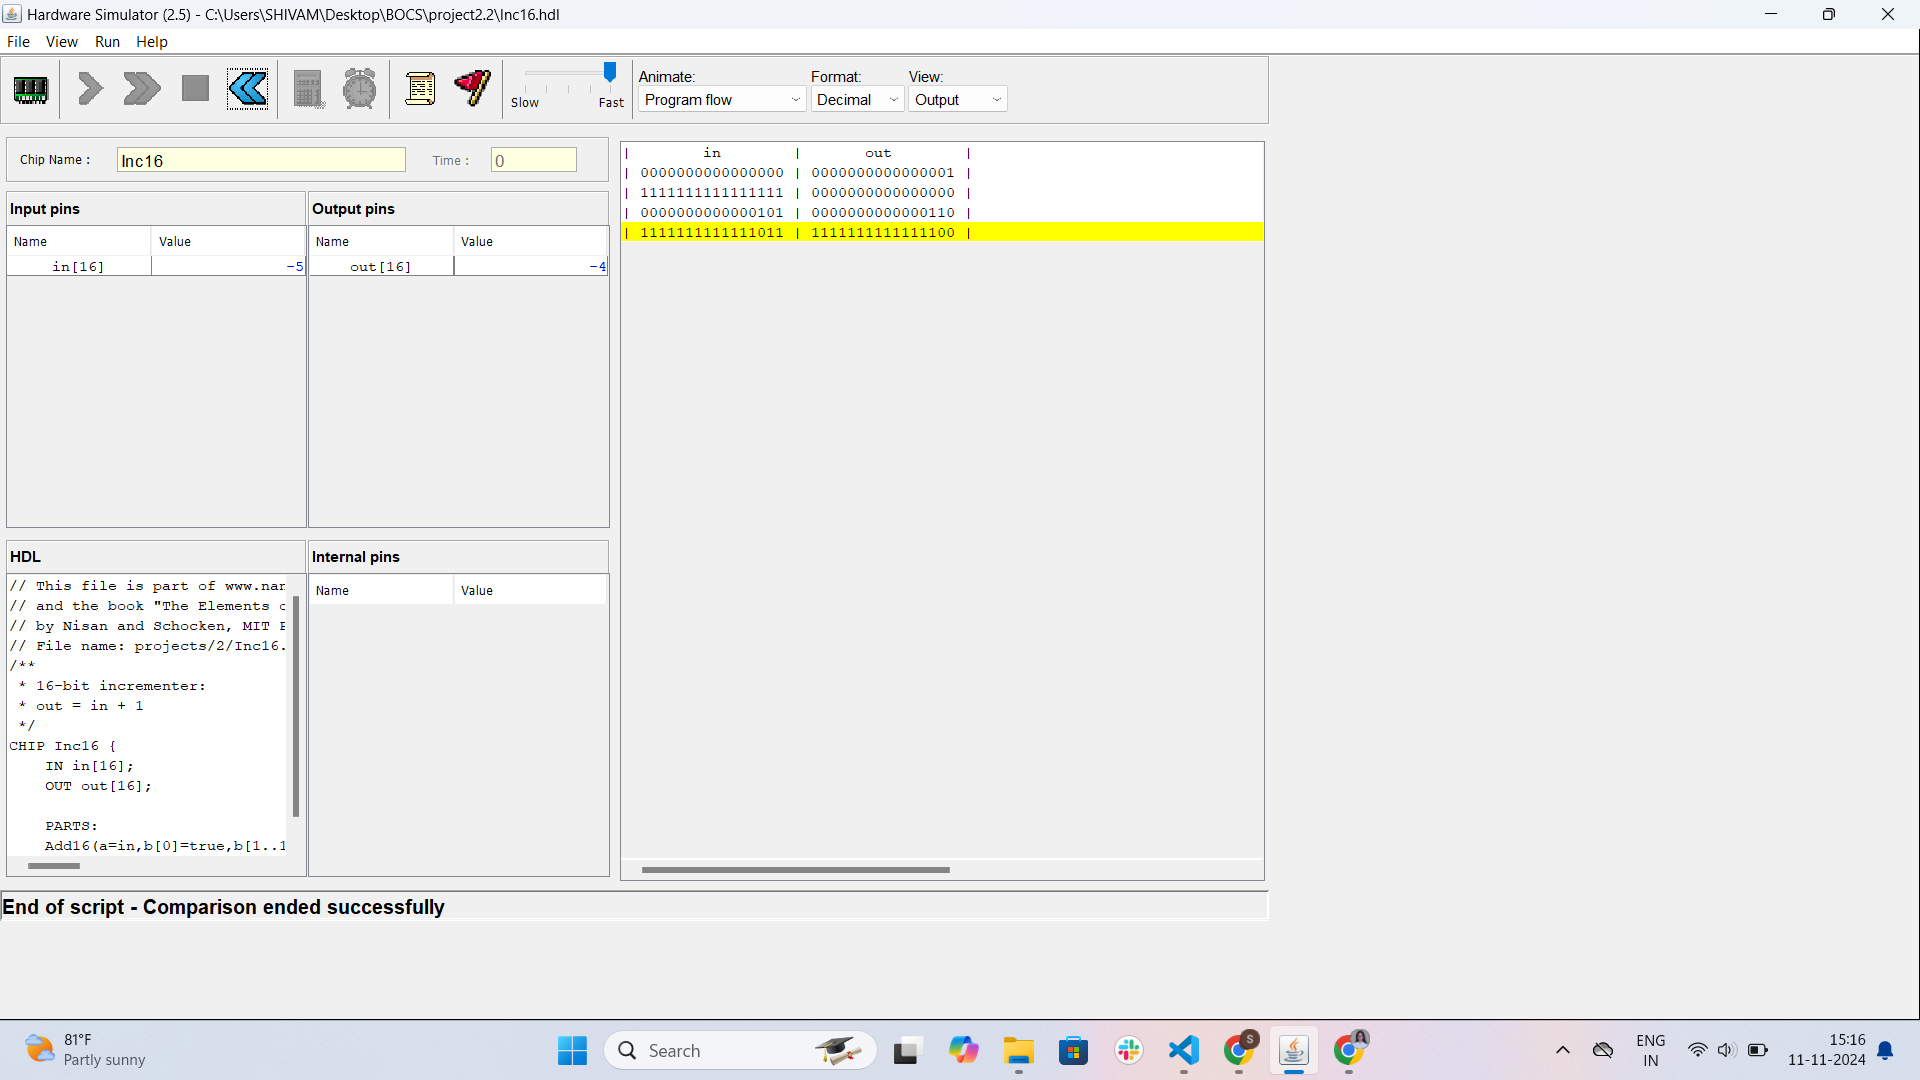 Hardware Simulator (2.5) - C:\Users\SHIVAM\Desktop\BOCS\project2.2\Inc16.hdl
File View Run Help
Slow Fast
Animate: Format: View:
Program flow Decimal Output
Chip Name : Inc16 Time : 0
Input pins
Name Value
in[16] -5
Output pins
Name Value
out[16] -4
| in | out |
| 0000000000000000 | 0000000000000001 |
| 1111111111111111 | 0000000000000000 |
| 0000000000000101 | 0000000000000110 |
| 1111111111111011 | 1111111111111100 |
HDL
// This file is part of www.nan
// and the book "The Elements o
// by Nisan and Schocken, MIT P
// File name: projects/2/Inc16.
/**
* 16-bit incrementer:
* out = in + 1
*/
CHIP Inc16 {
IN in[16];
OUT out[16];
PARTS:
Add16(a=in,b[0]=true,b[1..1
Internal pins
Name Value
End of script - Comparison ended successfully
81°F
Partly sunny
Search
S
ENG
IN
15:16
11-11-2024